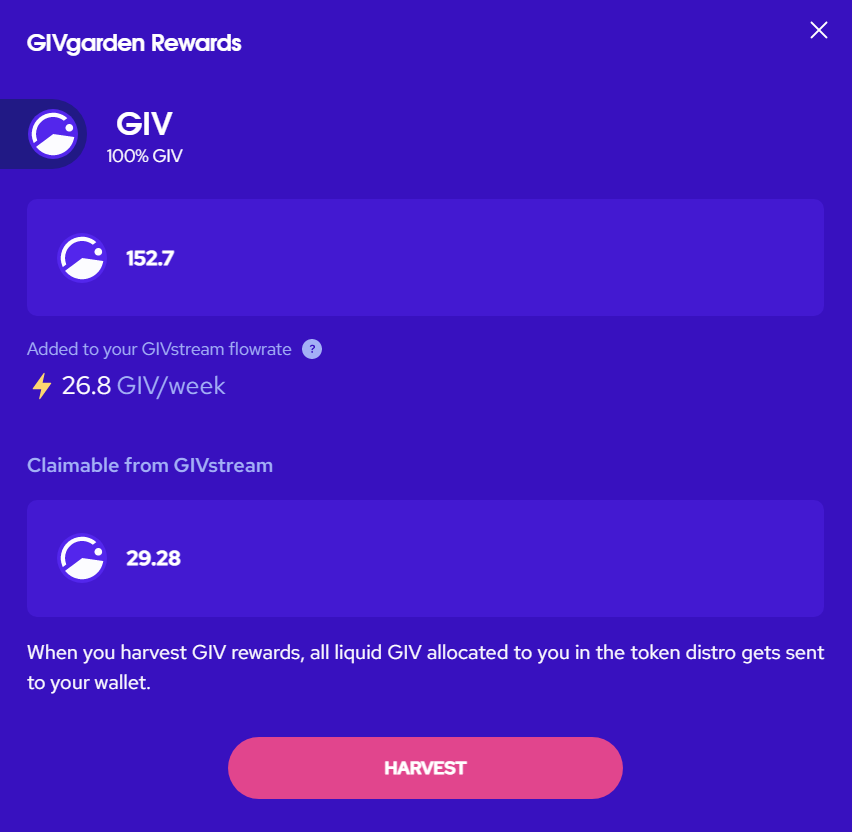 GIVgarden Rewards
GIV
100% GIV
152.7
Added to your GIVstream flowrate ?
26.8 GIV/week
Claimable from GIVstream
29.28
When you harvest GIV rewards, all liquid GIV allocated to you in the token distro gets sent
to your wallet.
HARVEST